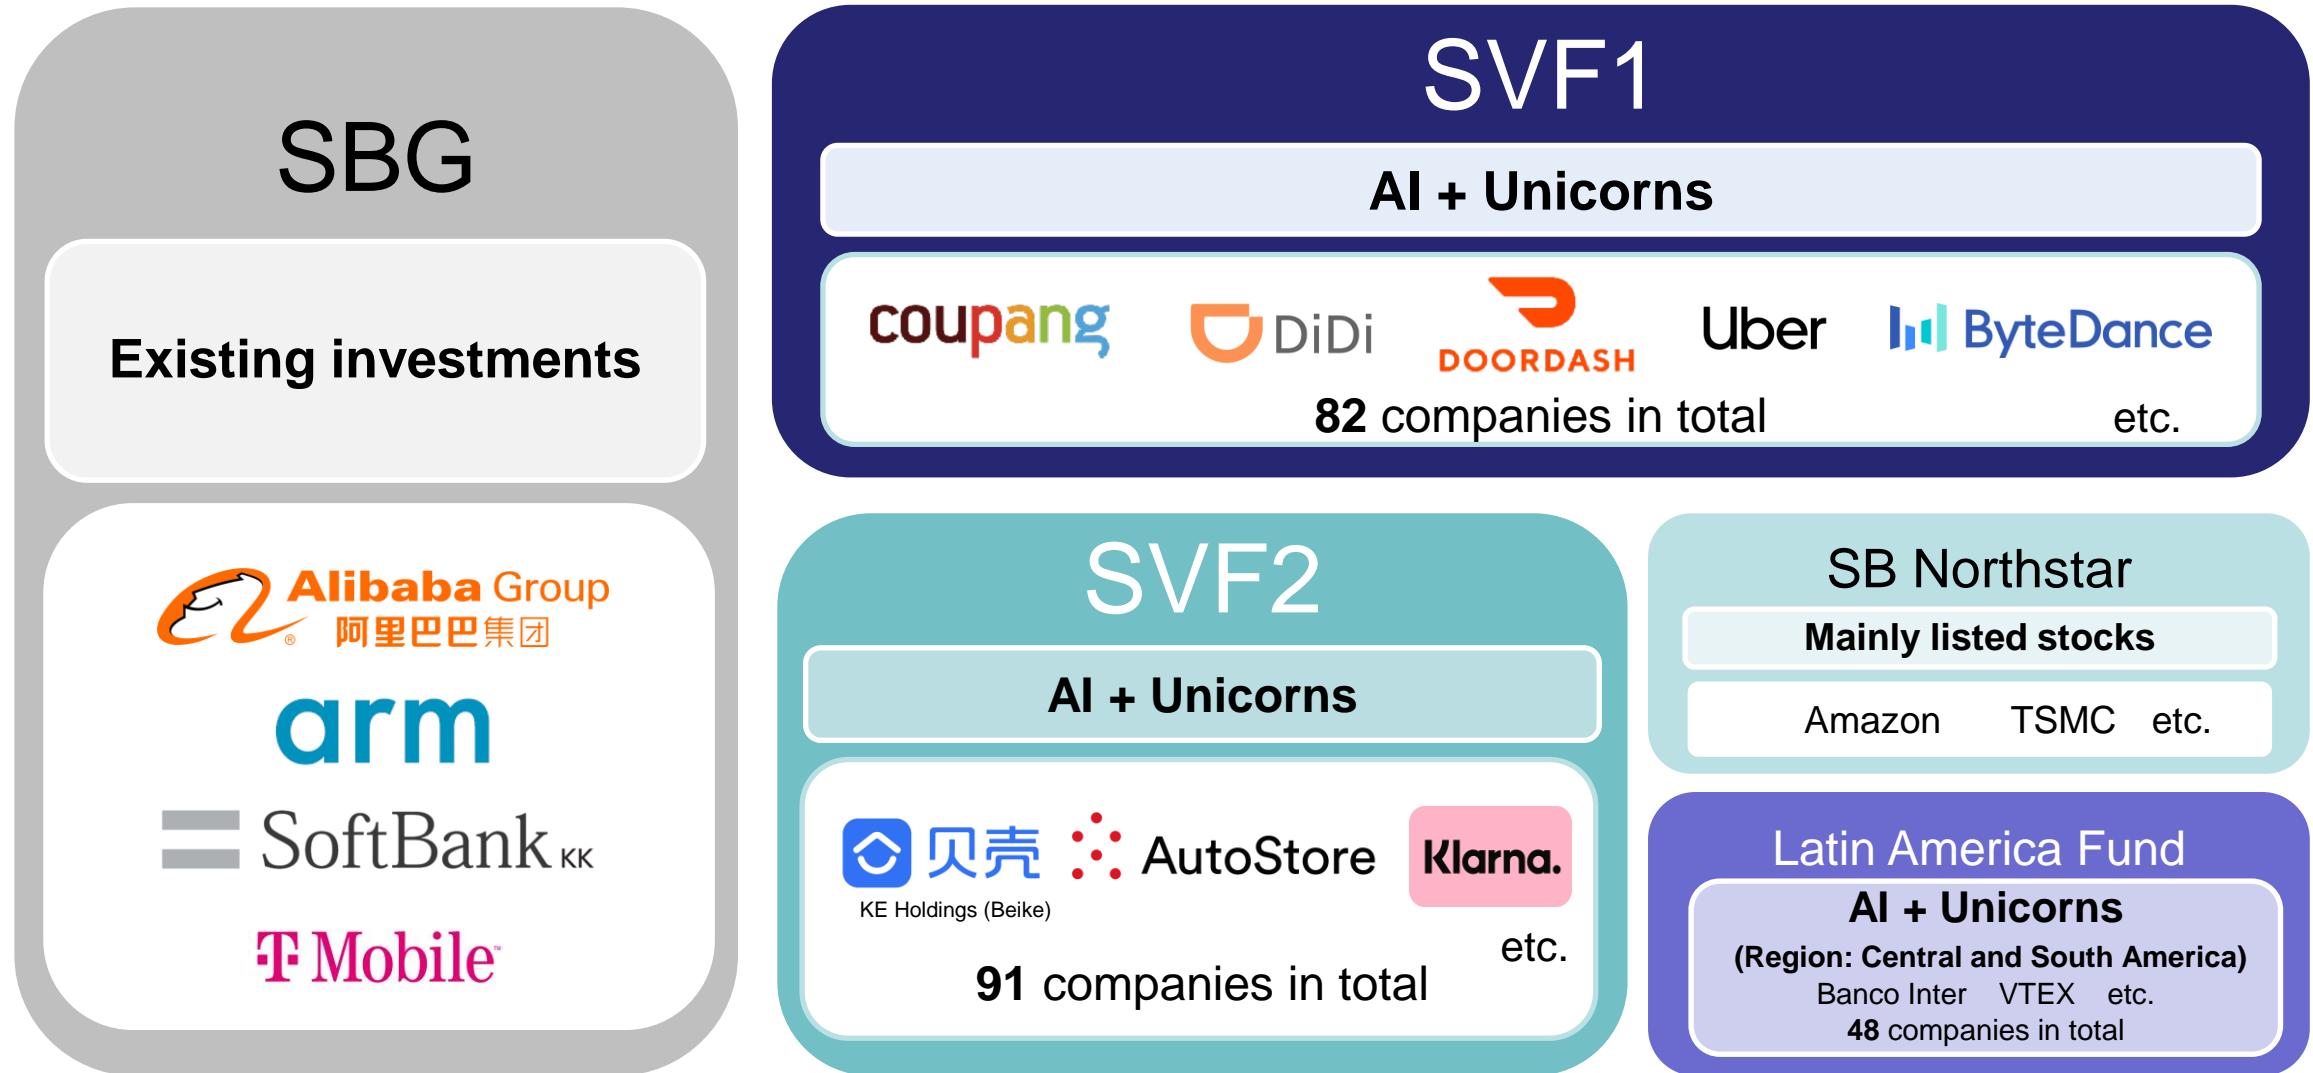 SBG
Existing investments
Alibaba Group
阿里巴巴集团
®
arm
SoftBank KK
T Mobile™
SVF1
AI + Unicorns
coupang DiDi DOORDASH Uber ByteDance
82 companies in total etc.
SVF2
AI + Unicorns
贝壳 AutoStore Klarna.
KE Holdings (Beike)
etc.
91 companies in total
SB Northstar
Mainly listed stocks
Amazon TSMC etc.
Latin America Fund
AI + Unicorns
(Region: Central and South America)
Banco Inter VTEX etc.
48 companies in total